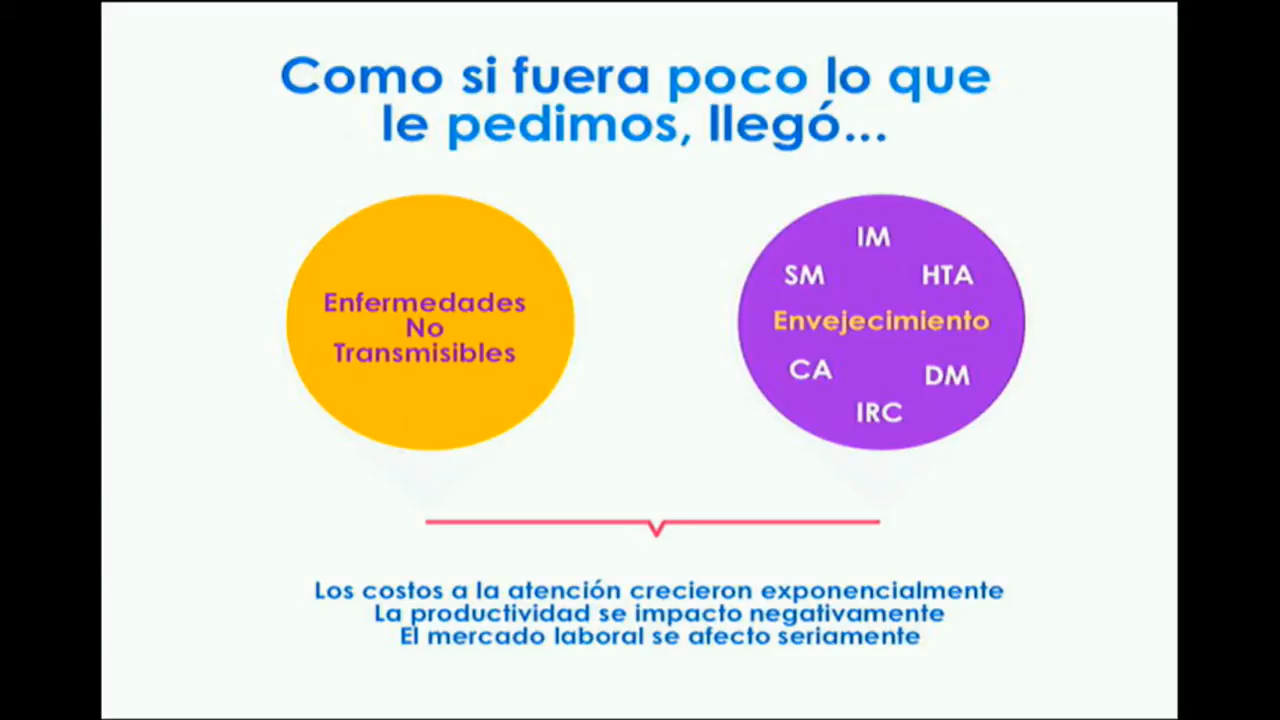 Como si fuera poco lo que
le pedimos, llegó...
Enfermedades
No
Transmisibles
IM
SM
HTA
Envejecimiento
CA
DM
IRC
Los costos a la atención crecieron exponencialmente
La productividad se impacto negativamente
El mercado laboral se afecto seriamente